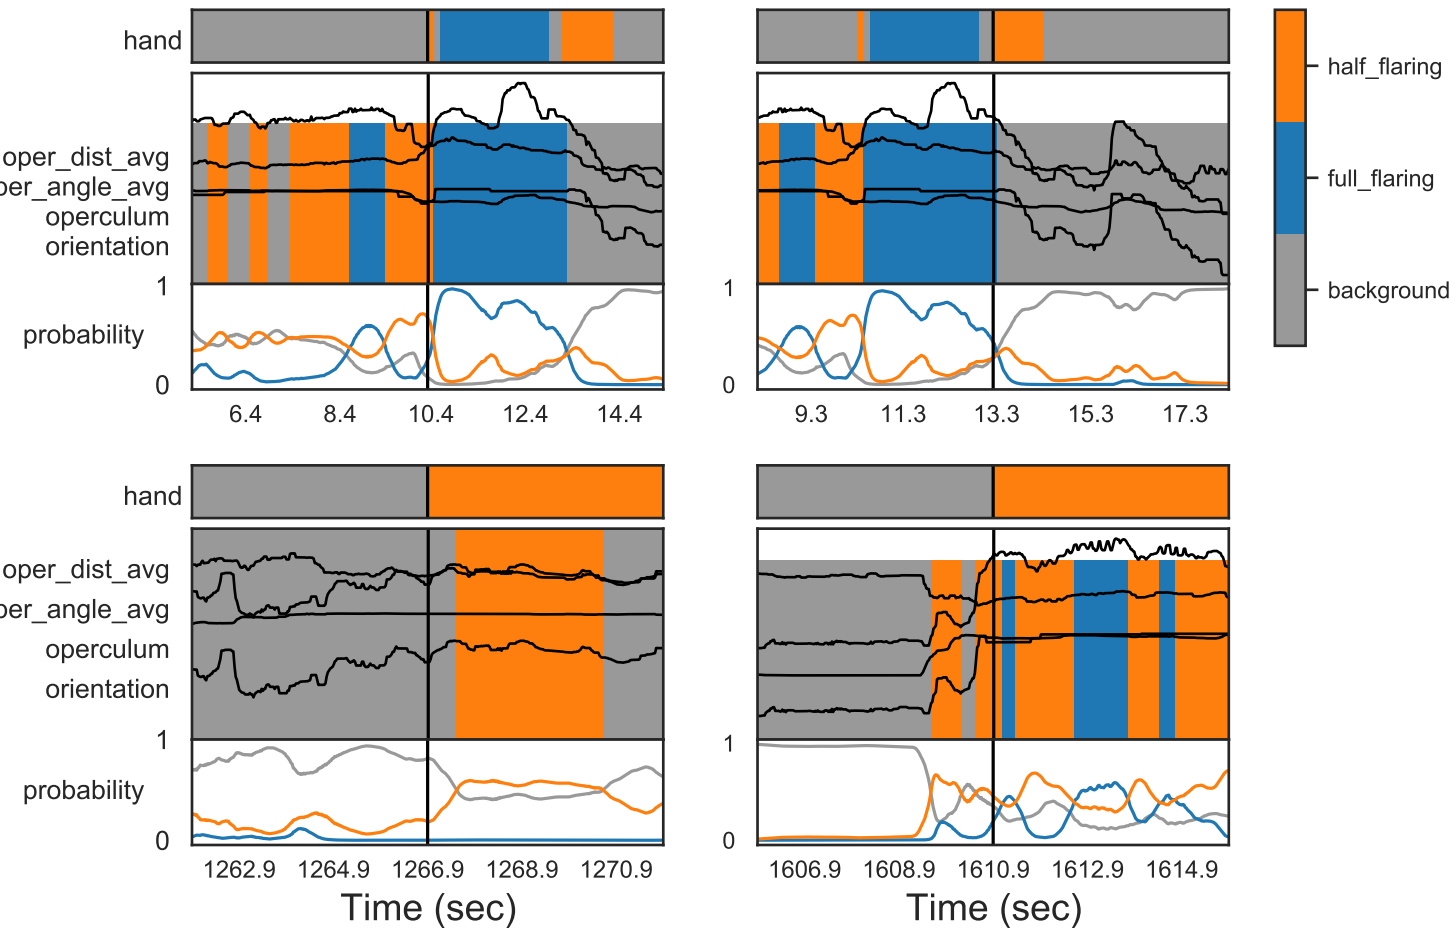 hand
oper_dist_avg
per_angle_avg
operculum
orientation
1
probability
0
6.4 8.4 10.4 12.4 14.4
1
0
9.3 11.3 13.3 15.3 17.3
half_flaring
full_flaring
background
hand
oper_dist_avg
per_angle_avg
operculum
orientation
1
probability
0
1262.9 1264.9 1266.9 1268.9 1270.9
Time (sec)
1
0
1606.9 1608.9 1610.9 1612.9 1614.9
Time (sec)